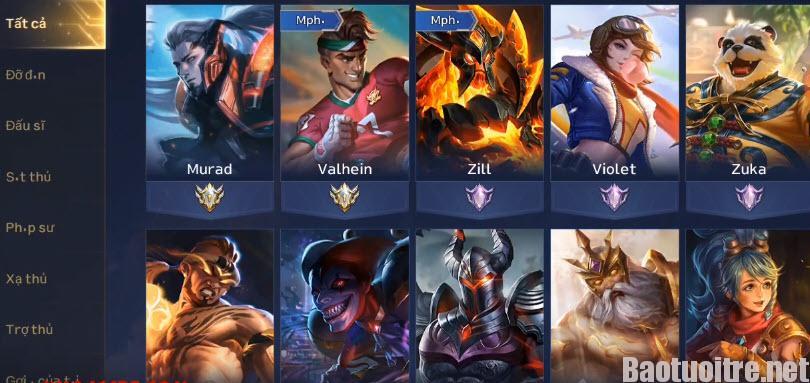 Tất cả
Đỡ đ.n
Đấu sĩ
S.t thủ
Ph.p sư
Xạ thủ
Trợ thủ
Mph.
Mph.
Murad
Valhein
Zill
Violet
Zuka
Baotuoitre.net